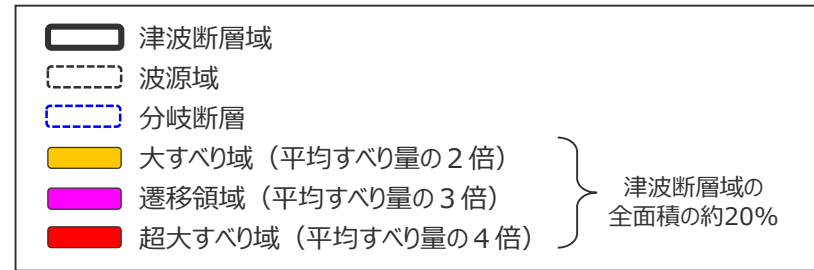 津波断層域
波源域
分岐断層
大すべり域（平均すべり量の２倍）
遷移領域（平均すべり量の３倍）
超大すべり域（平均すべり量の４倍）
津波断層域の
全面積の約20%